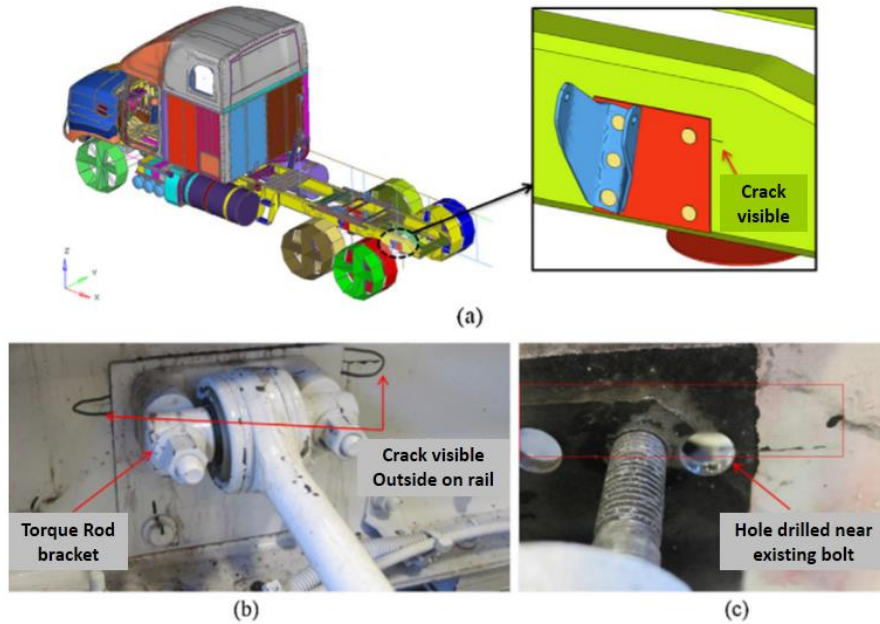 Crack
visible
Z
Y
X
(a)
Crack visible
Outside on rail
Torque Rod
bracket
Hole drilled near
existing bolt
(b)
(c)